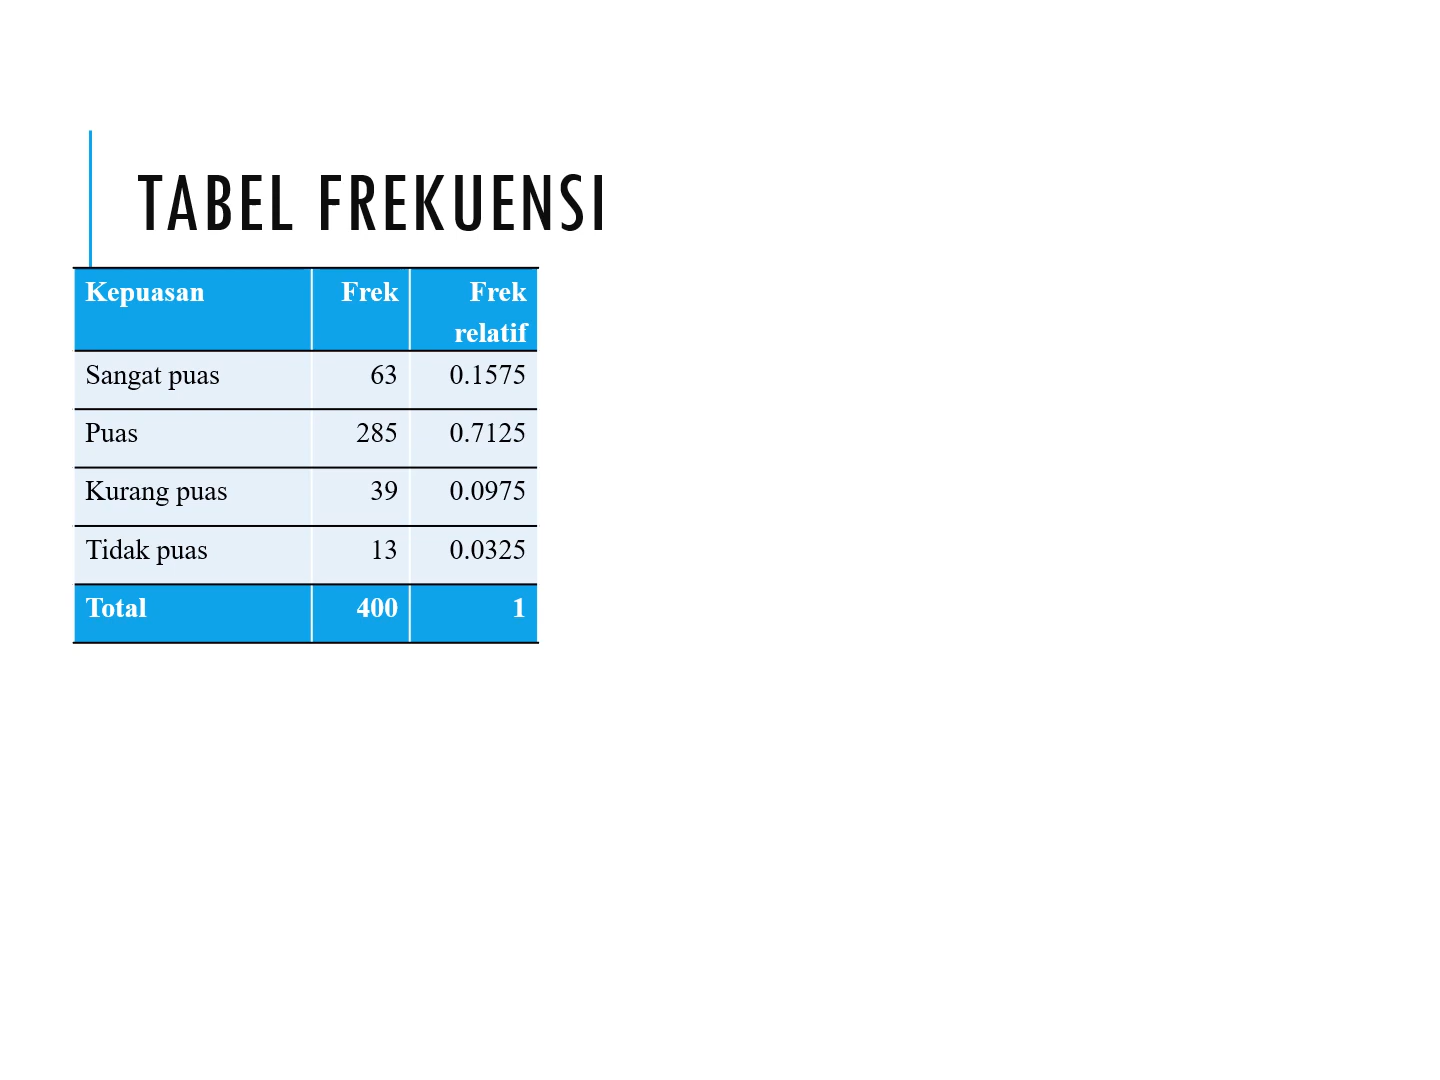 TABEL FREKUENSI
Kepuasan Frek Frek
relatif
Sangat puas 63 0.1575
Puas 285 0.7125
Kurang puas 39 0.0975
Tidak puas 13 0.0325
Total 400 1